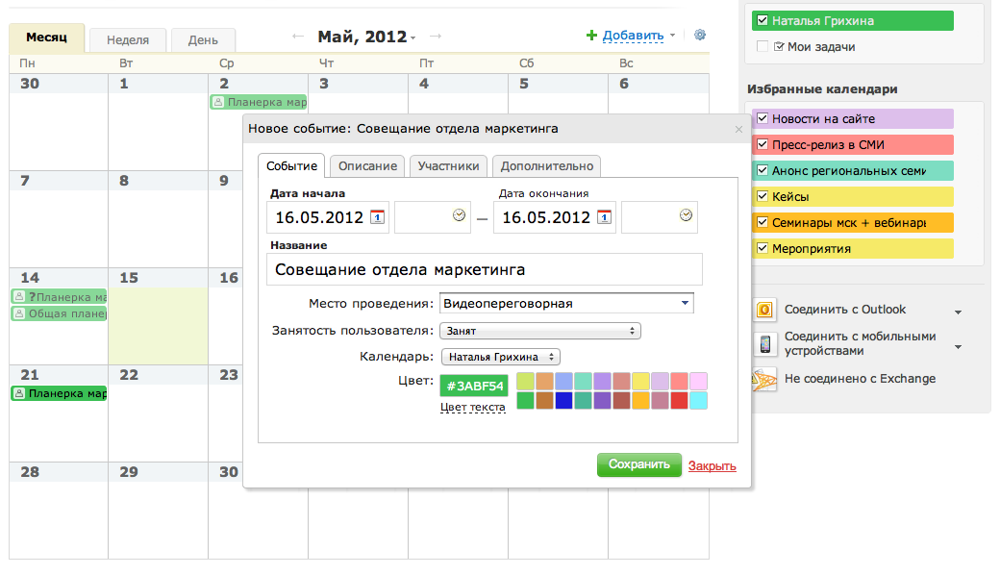 Месяц
Неделя
День
Май, 2012
Добавить
Пн Вт Ср Чт Пт Сб Вс
30 1 2 3 4 5 6
Планерка мар
7 8 9
14 15 16
?Планерка ма
Общая планер
21 22 23
Планерка мар
28 29 30
Новое событие: Совещание отдела маркетинга
×
Событие
Описание
Участники
Дополнительно
Дата начала
Дата окончания
16.05.2012
1
—
16.05.2012
1
Название
Совещание отдела маркетинга
Место проведения: Видеопереговорная
Занятость пользователя: Занят
Календарь: Наталья Грихина
Цвет: #3ABF54
Цвет текста
Сохранить
Закрыть
Наталья Грихина
Мои задачи
Избранные календари
Новости на сайте
Пресс-релиз в СМИ
Анонс региональных семи
Кейсы
Семинары мск + вебинары
Мероприятия
Соединить с Outlook
Соединить с мобильными
устройствами
Не соединено с Exchange